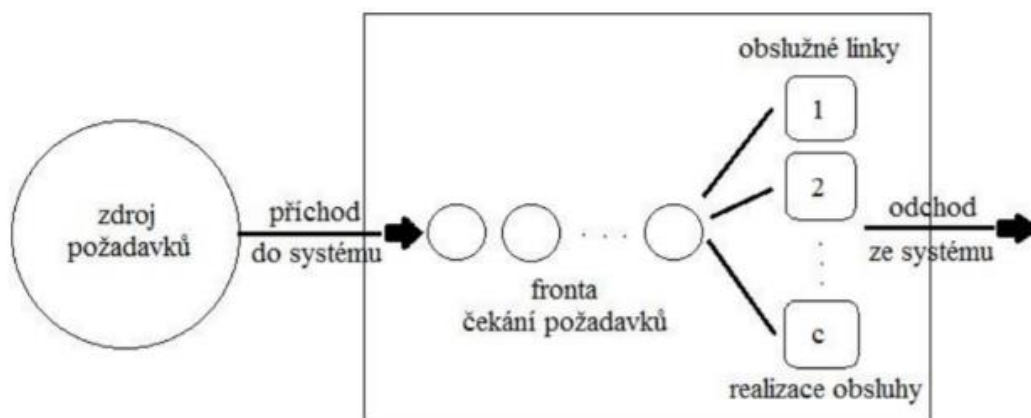 obslužné linky
1
2
zdroj
požadavků
příchod
do systému
. . . .
fronta
čekání požadavků
odchod
ze systému
c
realizace obsluhy